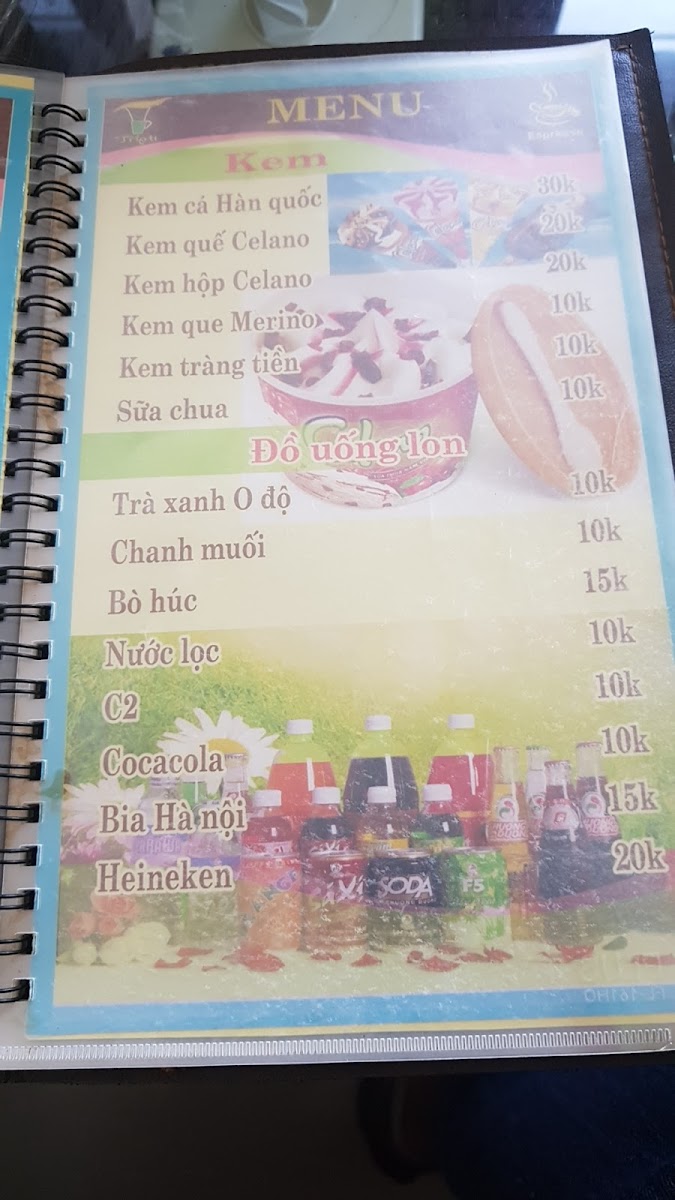 MENU
Espresso
Kem
Kem cá Hàn quốc 30k
Kem quế Celano 20k
Kem hộp Celano 20k
Kem que Merino 10k
Kem tràng tiền 10k
Sữa chua 10k
Đồ uống lon
Trà xanh O độ 10k
Chanh muối 10k
Bò húc 15k
Nước lọc 10k
C2 10k
Cocacola 10k
Bia Hà nội 15k
Heineken 20k
SODA
F5